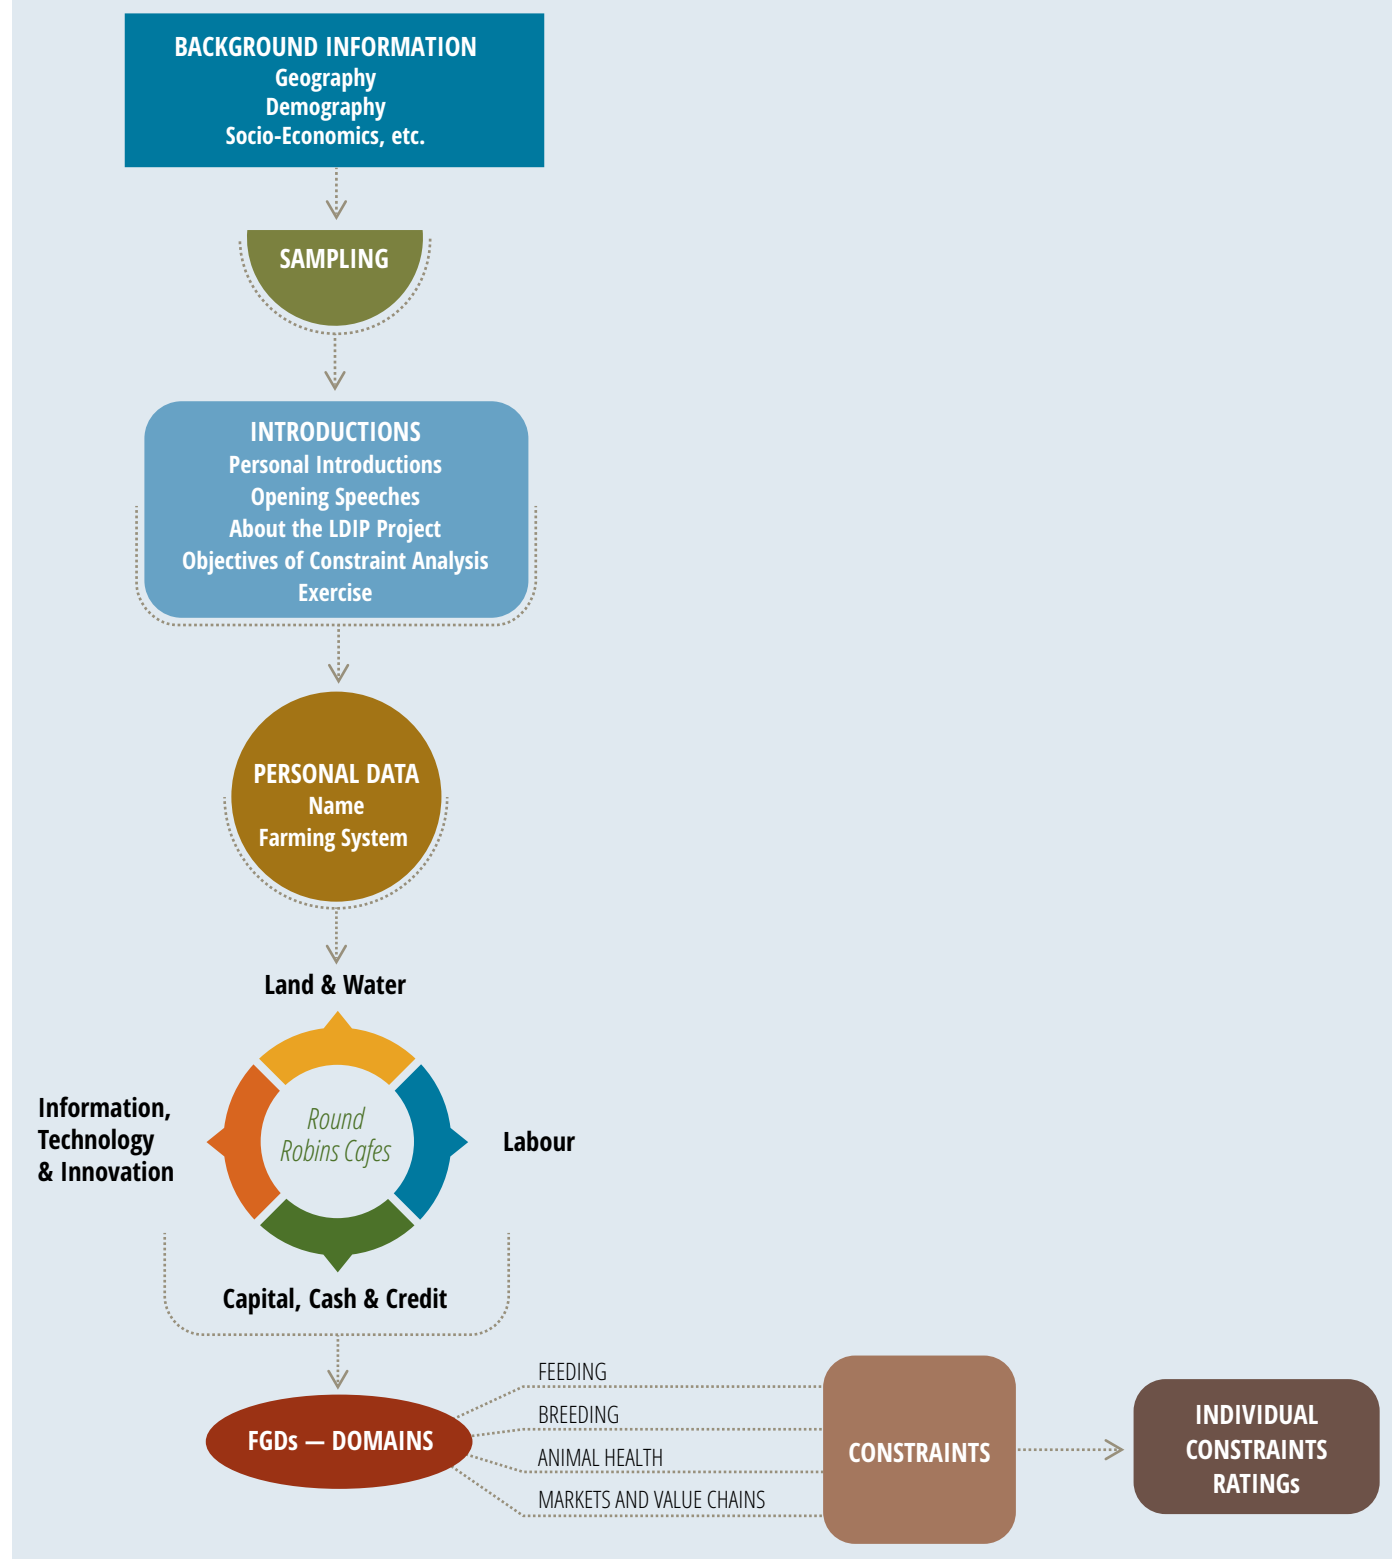 BACKGROUND INFORMATION
Geography
Demography
Socio-Economics, etc.
SAMPLING
INTRODUCTIONS
Personal Introductions
Opening Speeches
About the LDIP Project
Objectives of Constraint Analysis
Exercise
PERSONAL DATA
Name
Farming System
Land & Water
Information,
Technology
& Innovation
Round
Robins Cafes
Labour
Capital, Cash & Credit
FGDs — DOMAINS
FEEDING
BREEDING
ANIMAL HEALTH
MARKETS AND VALUE CHAINS
CONSTRAINTS
INDIVIDUAL
CONSTRAINTS
RATINGs